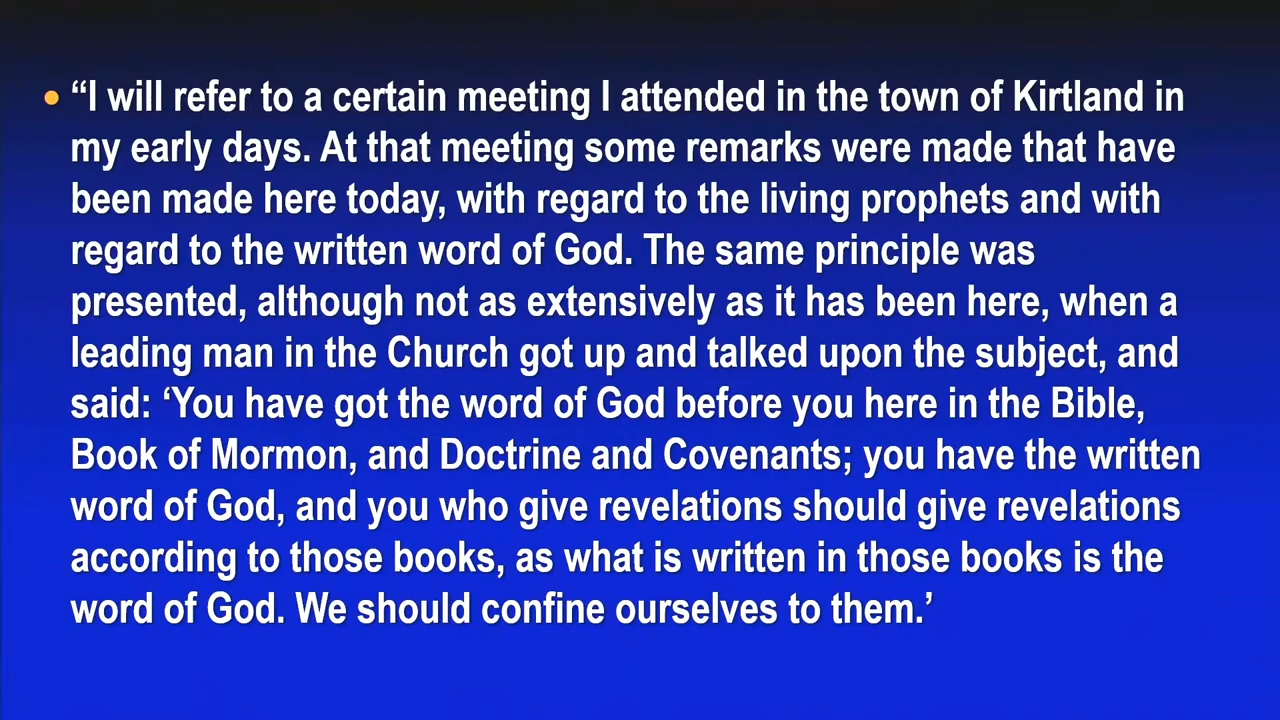 • “I will refer to a certain meeting I attended in the town of Kirtland in
my early days. At that meeting some remarks were made that have
been made here today, with regard to the living prophets and with
regard to the written word of God. The same principle was
presented, although not as extensively as it has been here, when a
leading man in the Church got up and talked upon the subject, and
said: ‘You have got the word of God before you here in the Bible,
Book of Mormon, and Doctrine and Covenants; you have the written
word of God, and you who give revelations should give revelations
according to those books, as what is written in those books is the
word of God. We should confine ourselves to them.’